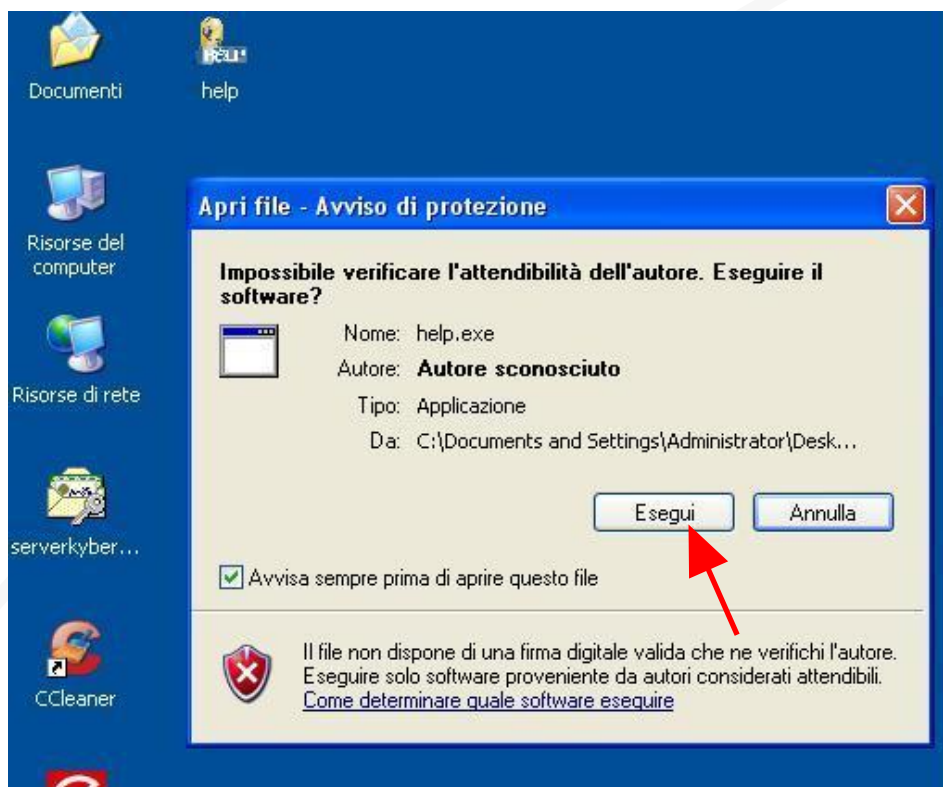 Documenti
help
Risorse del
computer
Risorse di rete
serverkyber...
CCleaner
Apri file - Avviso di protezione
Impossibile verificare l'attendibilità dell'autore. Eseguire il
software?
Nome: help.exe
Autore: Autore sconosciuto
Tipo: Applicazione
Da: C:\Documents and Settings\Administrator\Desk...
Esegui
Annulla
Avvisa sempre prima di aprire questo file
Il file non dispone di una firma digitale valida che ne verifichi l'autore.
Eseguire solo software proveniente da autori considerati attendibili.
Come determinare quale software eseguire